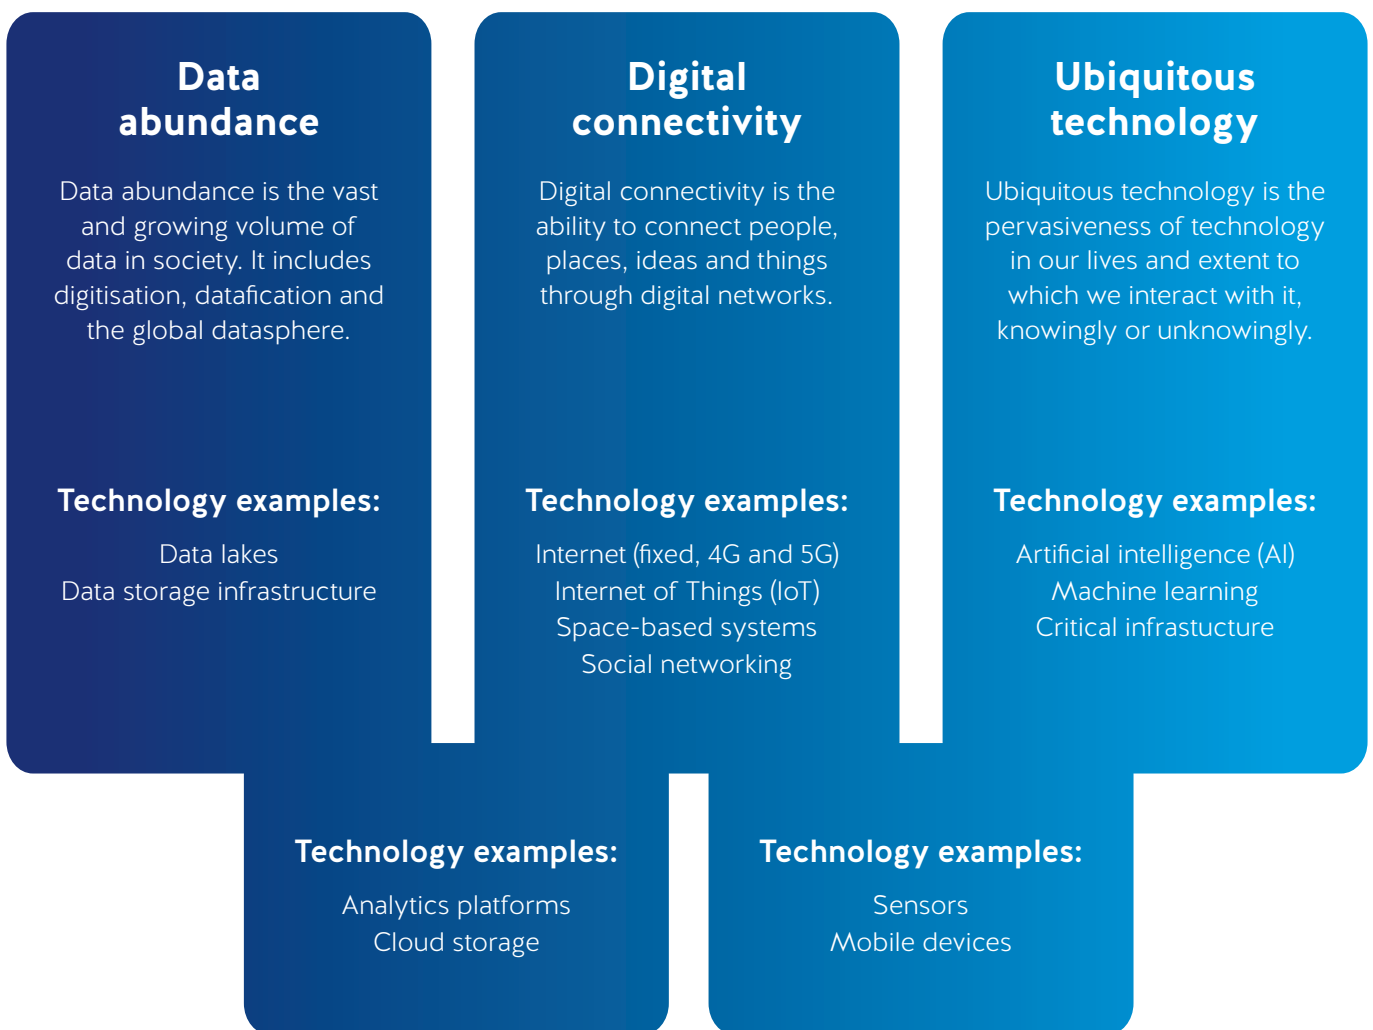 Data
abundance
Data abundance is the vast
and growing volume of
data in society. It includes
digitisation, datafication and
the global datasphere.
Technology examples:
Data lakes
Data storage infrastructure
Digital
connectivity
Digital connectivity is the
ability to connect people,
places, ideas and things
through digital networks.
Technology examples:
Internet (fixed, 4G and 5G)
Internet of Things (IoT)
Space-based systems
Social networking
Ubiquitous
technology
Ubiquitous technology is the
pervasiveness of technology
in our lives and extent to
which we interact with it,
knowingly or unknowingly.
Technology examples:
Artificial intelligence (AI)
Machine learning
Critical infrastucture
Technology examples:
Analytics platforms
Cloud storage
Technology examples:
Sensors
Mobile devices